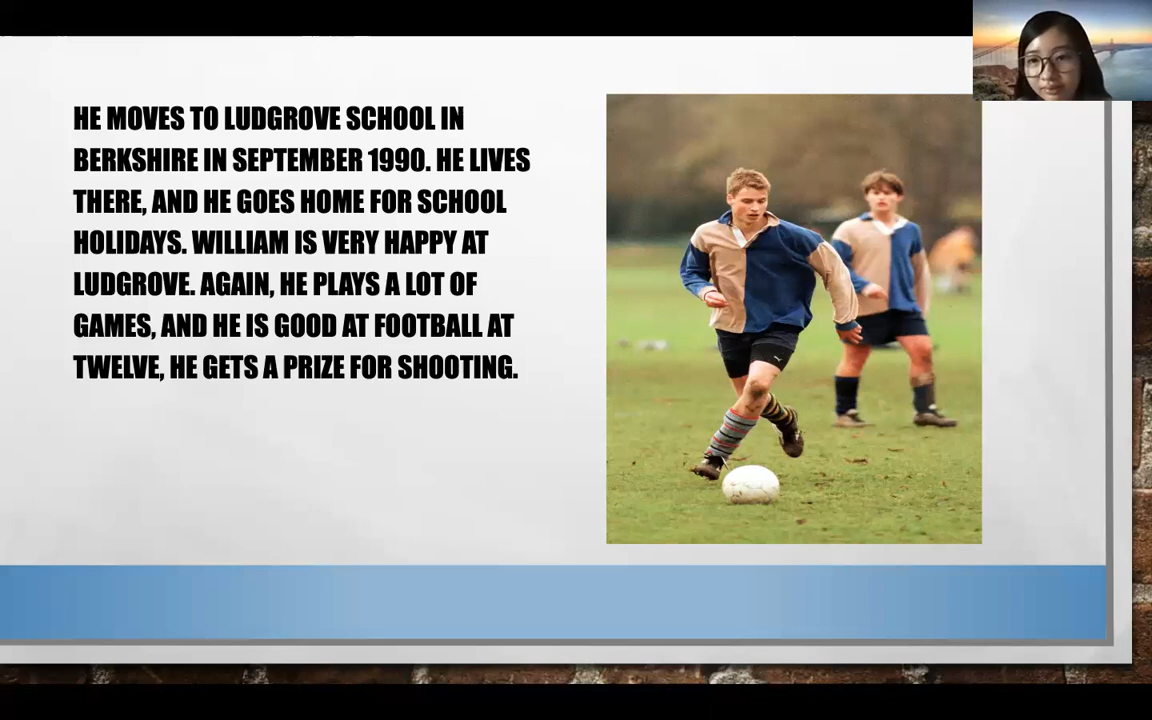 HE MOVES TO LUDGROVE SCHOOL IN
BERKSHIRE IN SEPTEMBER 1990. HE LIVES
THERE, AND HE GOES HOME FOR SCHOOL
HOLIDAYS. WILLIAM IS VERY HAPPY AT
LUDGROVE. AGAIN, HE PLAYS A LOT OF
GAMES, AND HE IS GOOD AT FOOTBALL AT
TWELVE, HE GETS A PRIZE FOR SHOOTING.